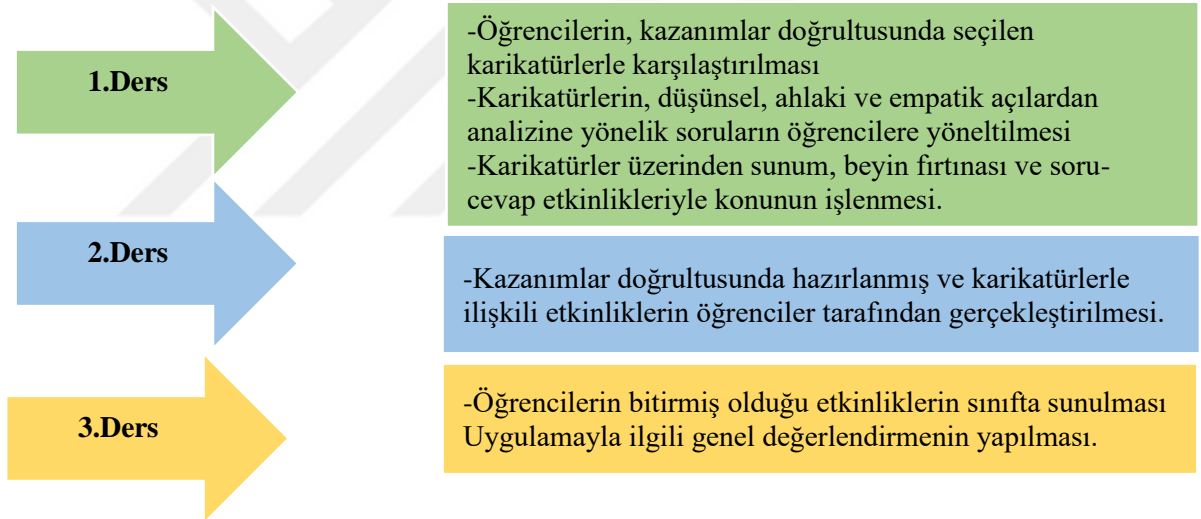 1.Ders
-Öğrencilerin, kazanımlar doğrultusunda seçilen
karikatürlerle karşılaştırılması
-Karikatürlerin, düşünsel, ahlaki ve empatik açılardan
analizine yönelik soruların öğrencilere yöneltilmesi
-Karikatürler üzerinden sunum, beyin fırtınası ve soru-
cevap etkinlikleriyle konunun işlenmesi.
2.Ders
-Kazanımlar doğrultusunda hazırlanmış ve karikatürlerle
ilişkili etkinliklerin öğrenciler tarafından gerçekleştirilmesi.
3.Ders
-Öğrencilerin bitirmiş olduğu etkinliklerin sınıfta sunulması
Uygulamayla ilgili genel değerlendirmenin yapılması.